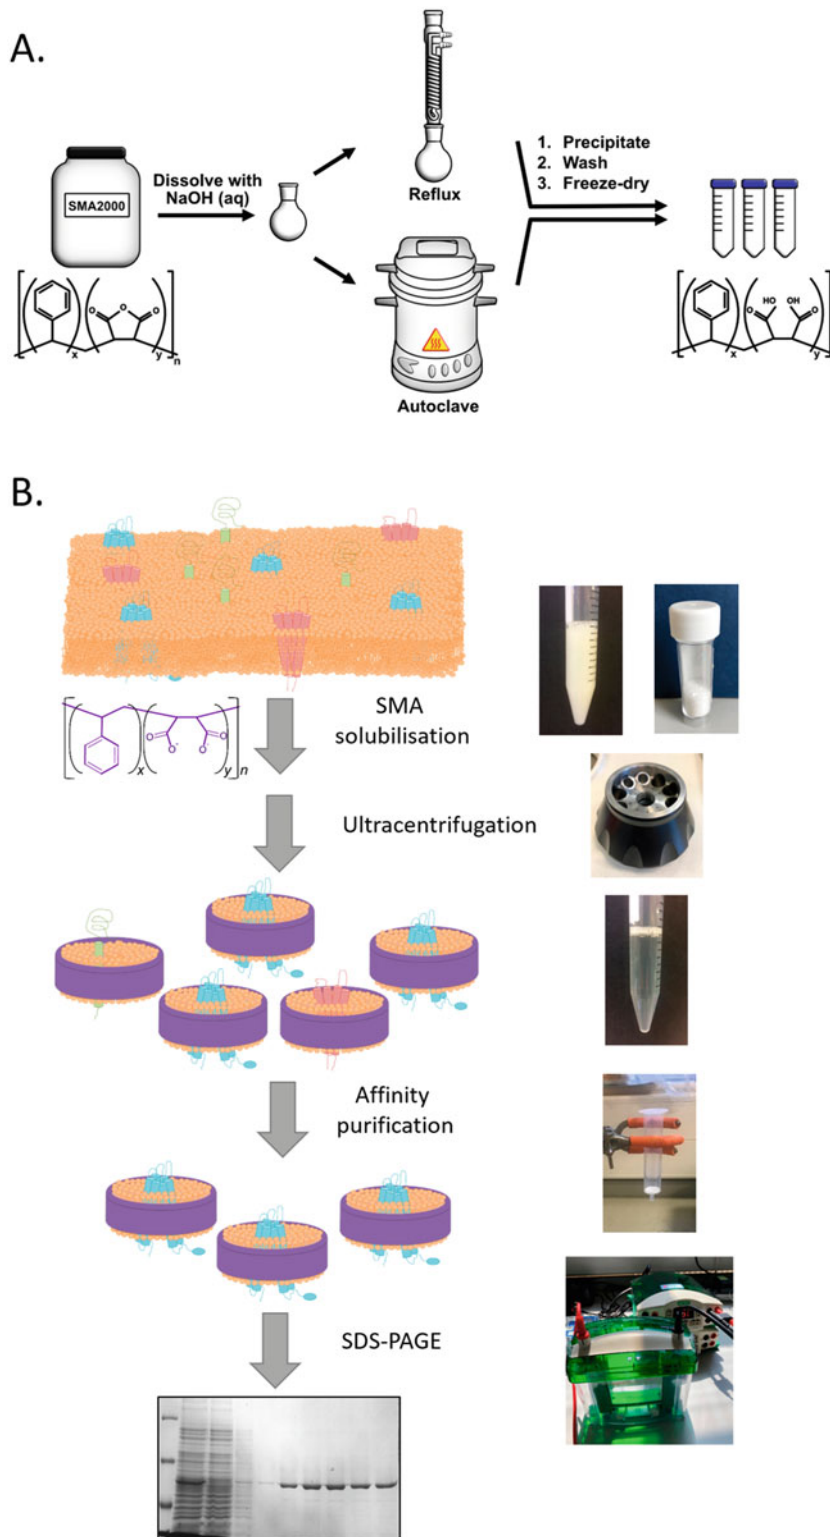 A.
SMA2000
Dissolve with
NaOH (aq)
Reflux
Autoclave
1. Precipitate
2. Wash
3. Freeze-dry
O
O
O
x
y
n
HO
OH
O
O
x
y
n
B.
SMA
solubilisation
O
O-
O-
O
x
y
n
Ultracentrifugation
Affinity
purification
SDS-PAGE